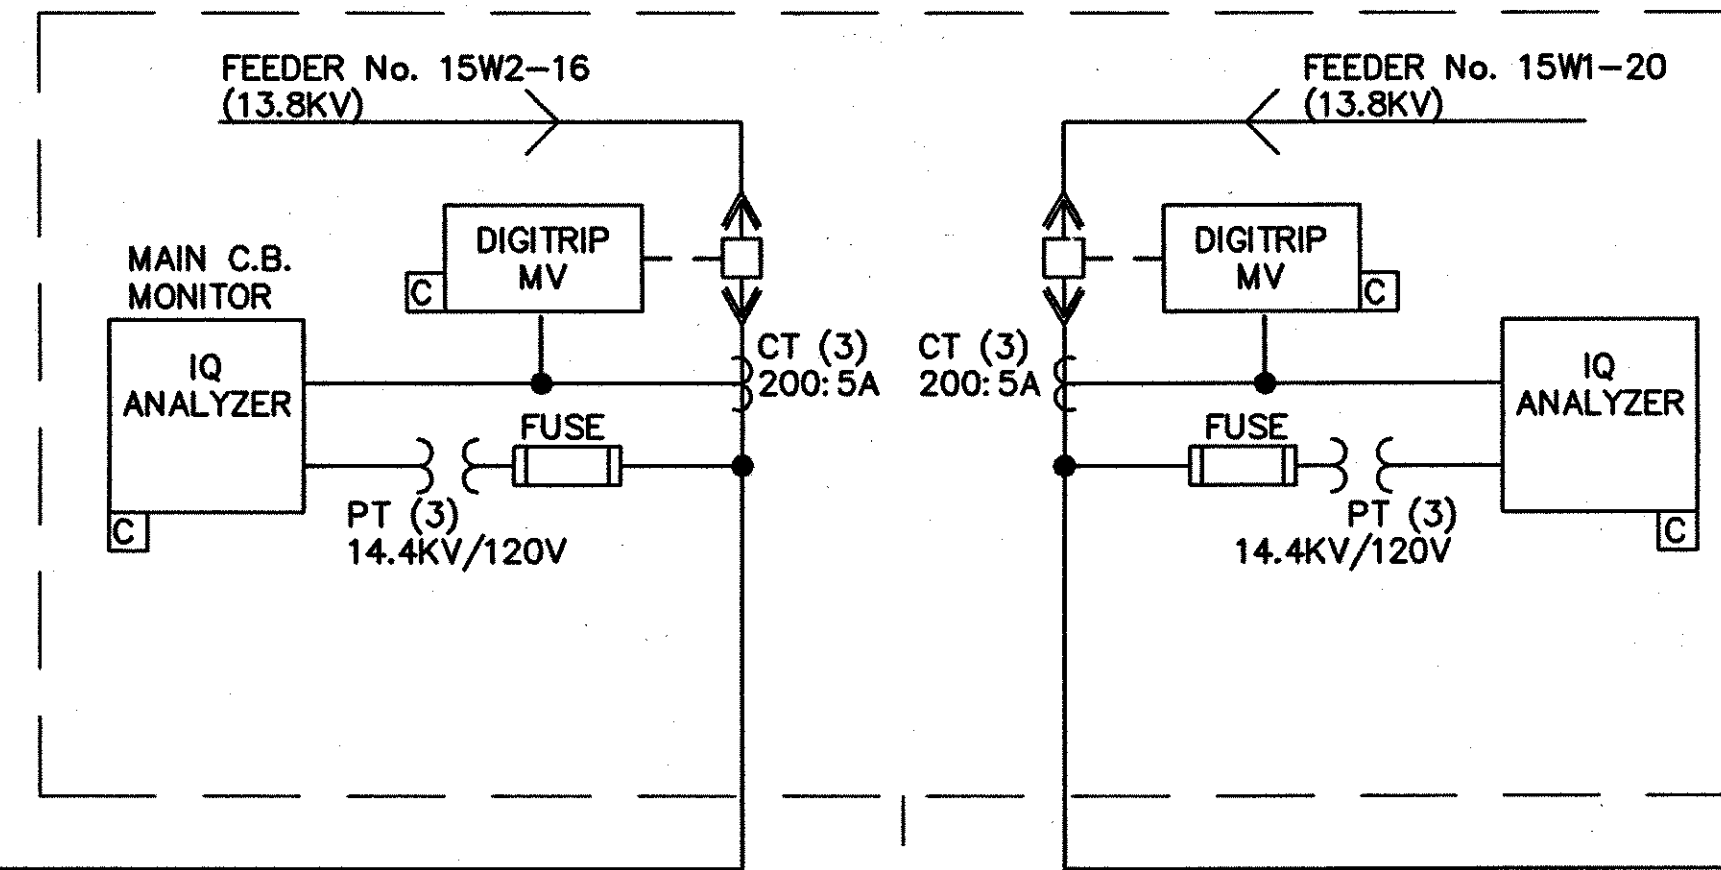 FEEDER No. 15W2-16
(13.8KV)
FEEDER No. 15W1-20
(13.8KV)
DIGITRIP
MV
C
DIGITRIP
MV
C
MAIN C.B.
MONITOR
IQ
ANALYZER
C
CT (3)
200:5A
CT (3)
200:5A
IQ
ANALYZER
C
FUSE
FUSE
PT (3)
14.4KV/120V
PT (3)
14.4KV/120V